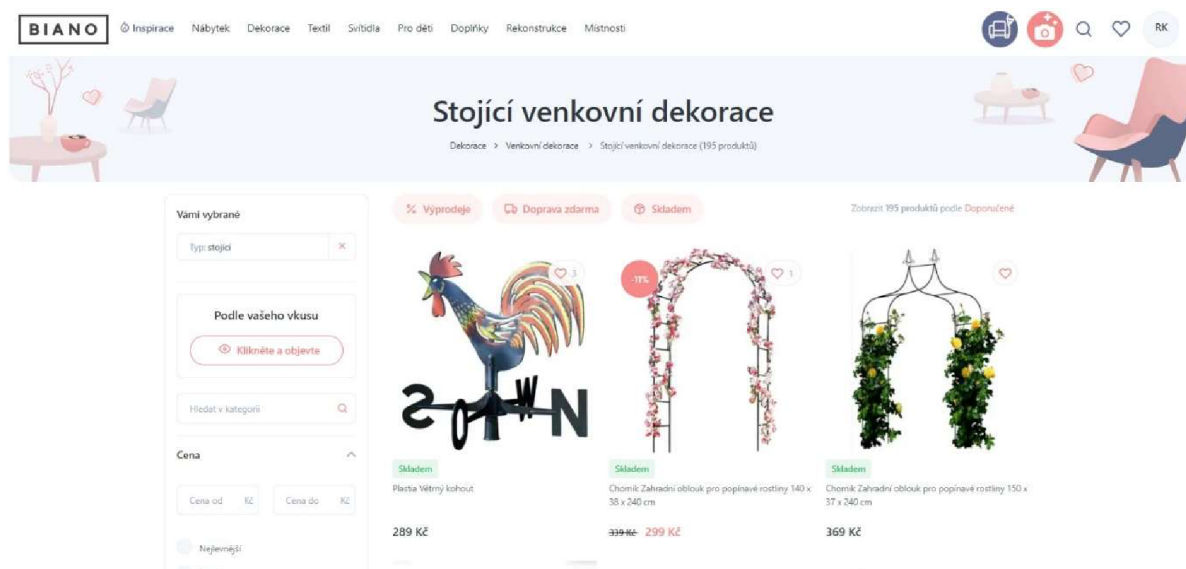 BIANO
Inspirace Nábytek Dekorace Textil Svítidla Pro děti Doplňky Rekonstrukce Místnosti
RK
Stojící venkovní dekorace
Dekorace > Venkovní dekorace > Stojící venkovní dekorace (195 produktů)
Vámi vybrané
Typ: stojící
Podle vašeho vkusu
Klikněte a objevte
Hledat v kategorii
Cena
Cena od Kč Cena do Kč
Nejlevnější
% Výprodeje Doprava zdarma Skladem
Zobrazit 195 produktů podle Doporučené
3
S O W N
Skladem
Plastia Větrný kohout
289 Kč
-11%
1
Skladem
Chomik Zahradní oblouk pro popínavé rostliny 140 x
38 x 240 cm
339 Kč 299 Kč
Skladem
Chomik Zahradní oblouk pro popínavé rostliny 150 x
37 x 240 cm
369 Kč